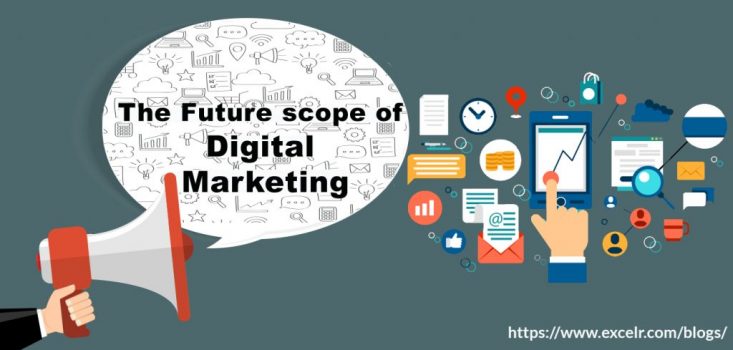 The Future scope of
Digital
Marketing
@
https://www.excelr.com/blogs/